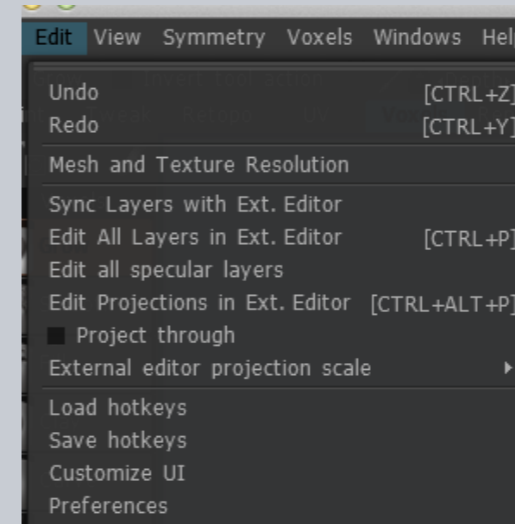 Edit View Symmetry Voxels Windows Hel
Undo [CTRL+Z]
Redo [CTRL+Y]
Mesh and Texture Resolution
Sync Layers with Ext. Editor
Edit All Layers in Ext. Editor [CTRL+P]
Edit all specular layers
Edit Projections in Ext. Editor [CTRL+ALT+P]
Project through
External editor projection scale
Load hotkeys
Save hotkeys
Customize UI
Preferences